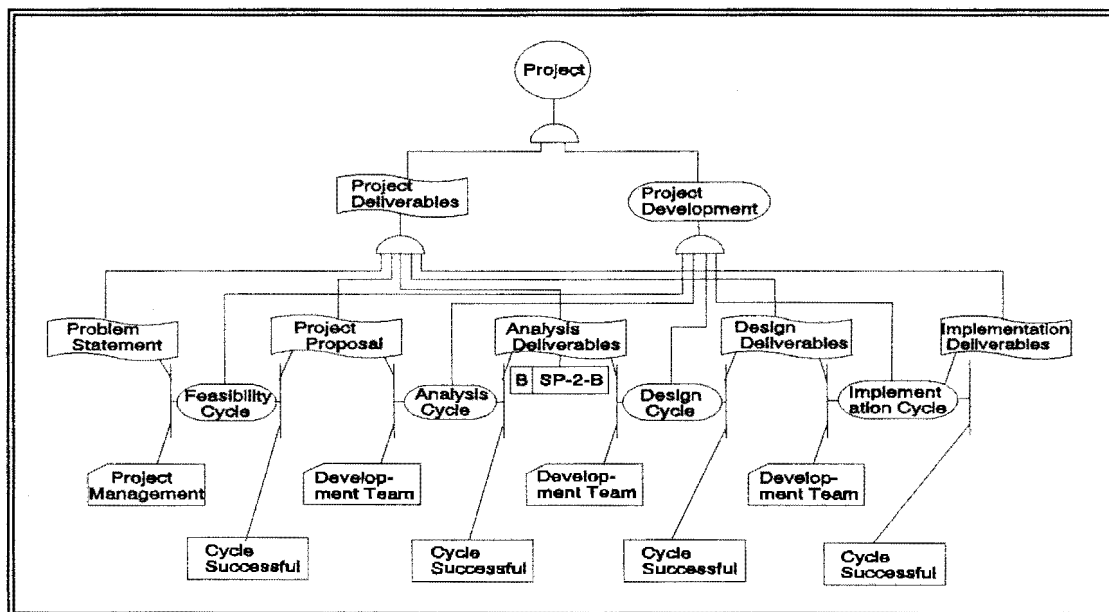 Project
Project
Deliverables
Project
Development
Problem
Statement
Project
Proposal
Analysis
Deliverables
Design
Deliverables
Implementation
Deliverables
B SP-2-B
Feasibility
Cycle
Analysis
Cycle
Design
Cycle
Implement
ation Cycle
Project
Management
Develop-
ment Team
Develop-
ment Team
Develop-
ment Team
Cycle
Successful
Cycle
Successful
Cycle
Successful
Cycle
Successful